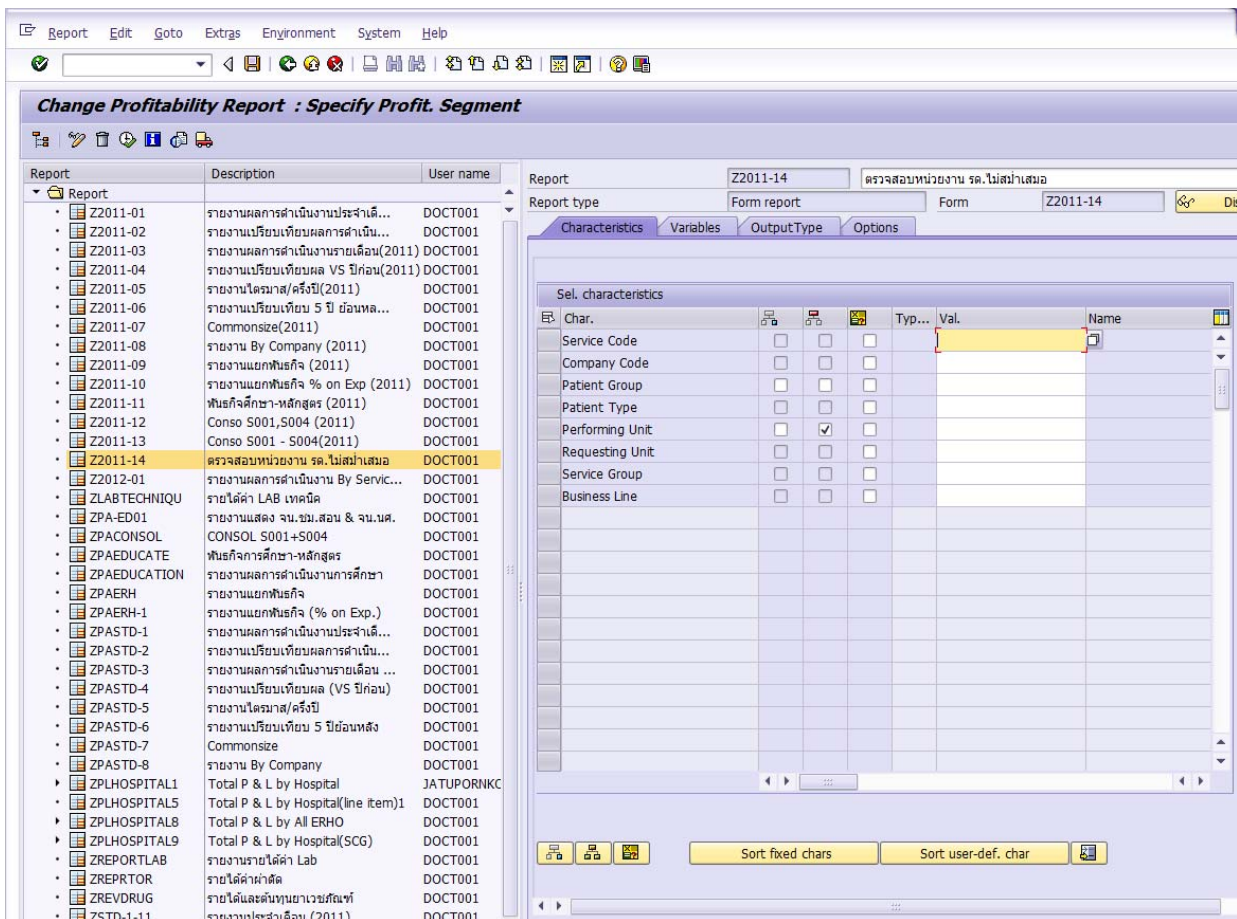 Report Edit Goto Extras Environment System Help
Change Profitability Report : Specify Profit. Segment
Report Description User name
Report
Z2011-01 รายงานผลการดำเนินงานประจำเดื... DOCT001
Z2011-02 รายงานเปรียบเทียบผลการดำเนิน... DOCT001
Z2011-03 รายงานผลการดำเนินงานรายเดือน(2011) DOCT001
Z2011-04 รายงานเปรียบเทียบผล VS ปีก่อน(2011) DOCT001
Z2011-05 รายงานไตรมาส/ครึ่งปี(2011) DOCT001
Z2011-06 รายงานเปรียบเทียบ 5 ปี ย้อนหล... DOCT001
Z2011-07 Commonsize(2011) DOCT001
Z2011-08 รายงาน By Company (2011) DOCT001
Z2011-09 รายงานแยกพันธกิจ (2011) DOCT001
Z2011-10 รายงานแยกพันธกิจ % on Exp (2011) DOCT001
Z2011-11 พันธกิจศึกษา-หลักสูตร (2011) DOCT001
Z2011-12 Conso S001,S004 (2011) DOCT001
Z2011-13 Conso S001 - S004(2011) DOCT001
Z2011-14 ตรวจสอบหน่วยงาน รด.ไม่สม่ำเสมอ DOCT001
Z2012-01 รายงานผลการดำเนินงาน By Servic... DOCT001
ZLABTECHNIQU รายได้ค่า LAB เทคนิค DOCT001
ZPA-ED01 รายงานแสดง จน.ชม.สอน & จน.นศ. DOCT001
ZPACONSOL CONSOL S001+S004 DOCT001
ZPAEDUCATE พันธกิจการศึกษา-หลักสูตร DOCT001
ZPAEDUCATION รายงานผลการดำเนินงานการศึกษา DOCT001
ZPAERH รายงานแยกพันธกิจ DOCT001
ZPAERH-1 รายงานแยกพันธกิจ (% on Exp.) DOCT001
ZPASTD-1 รายงานผลการดำเนินงานประจำเดื... DOCT001
ZPASTD-2 รายงานเปรียบเทียบผลการดำเนิน... DOCT001
ZPASTD-3 รายงานผลการดำเนินงานรายเดือน ... DOCT001
ZPASTD-4 รายงานเปรียบเทียบผล (VS ปีก่อน) DOCT001
ZPASTD-5 รายงานไตรมาส/ครึ่งปี DOCT001
ZPASTD-6 รายงานเปรียบเทียบ 5 ปีย้อนหลัง DOCT001
ZPASTD-7 Commonsize DOCT001
ZPASTD-8 รายงาน By Company DOCT001
ZPLHOSPITAL1 Total P & L by Hospital JATUPORNKC
ZPLHOSPITAL5 Total P & L by Hospital(line item)1 DOCT001
ZPLHOSPITAL8 Total P & L by All ERHO DOCT001
ZPLHOSPITAL9 Total P & L by Hospital(SCG) DOCT001
ZREPORTLAB รายงานรายได้ค่า Lab DOCT001
ZREPRTOR รายได้ค่าผ่าตัด DOCT001
ZREVDRUG รายได้และต้นทุนยาเวชภัณฑ์ DOCT001
ZSTD-1-11 รายงานประจำเดือน (2011) DOCT001
Report Z2011-14 ตรวจสอบหน่วยงาน รด.ไม่สม่ำเสมอ
Report type Form report Form Z2011-14 Dis
Characteristics Variables OutputType Options
Sel. characteristics
Char. Typ... Val. Name
Service Code
Company Code
Patient Group
Patient Type
Performing Unit
Requesting Unit
Service Group
Business Line
Sort fixed chars Sort user-def. char